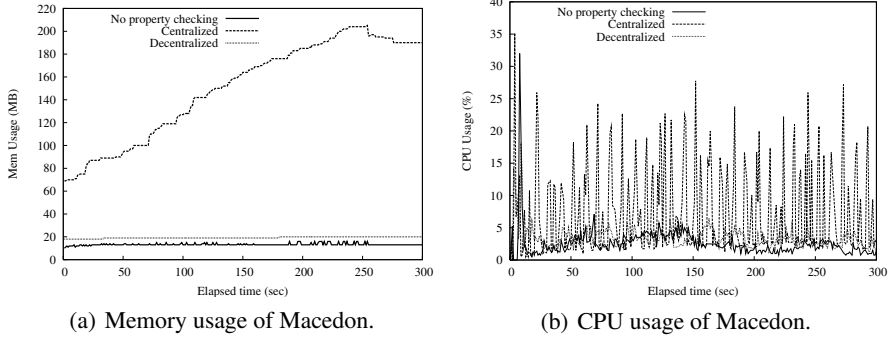 No property checking
Centralized
Decentralized
220
200
180
160
140
120
100
80
60
40
20
0
Mem Usage (MB)
0 50 100 150 200 250 300
Elapsed time (sec)
(a) Memory usage of Macedon.
No property checking
Centralized
Decentralized
40
35
30
25
20
15
10
5
0
CPU Usage (%)
0 50 100 150 200 250 300
Elapsed time (sec)
(b) CPU usage of Macedon.